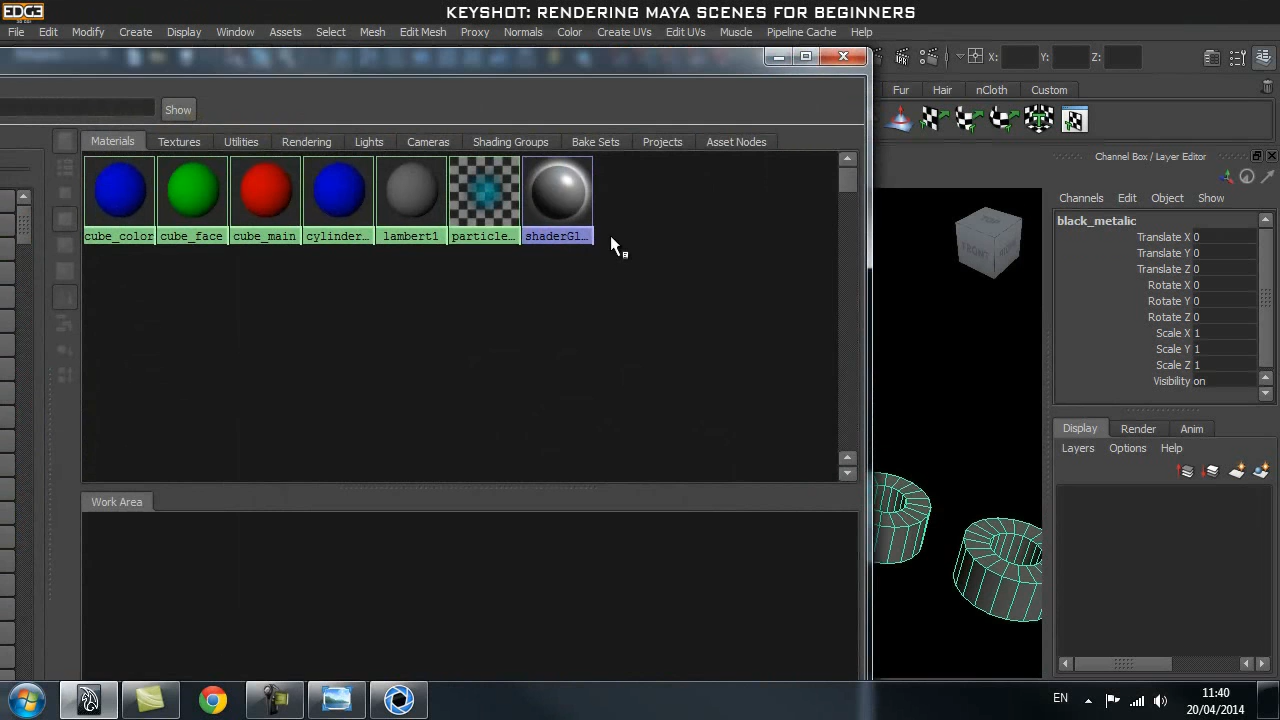 EDGE
KEYSHOT: RENDERING MAYA SCENES FOR BEGINNERS
File Edit Modify Create Display Window Assets Select Mesh Edit Mesh Proxy Normals Color Create UVs Edit UVs Muscle Pipeline Cache Help
X: Y: Z:
Show
Fur Hair nCloth Custom
Materials Textures Utilities Rendering Lights Cameras Shading Groups Bake Sets Projects Asset Nodes
cube_color cube_face cube_main cylinder... lambert1 particle... shaderGl...
Work Area
Channel Box / Layer Editor
Channels Edit Object Show
black_metalic
Translate X 0
Translate Y 0
Translate Z 0
Rotate X 0
Rotate Y 0
Rotate Z 0
Scale X 1
Scale Y 1
Scale Z 1
Visibility on
FRONT
Display Render Anim
Layers Options Help
EN
11:40
20/04/2014